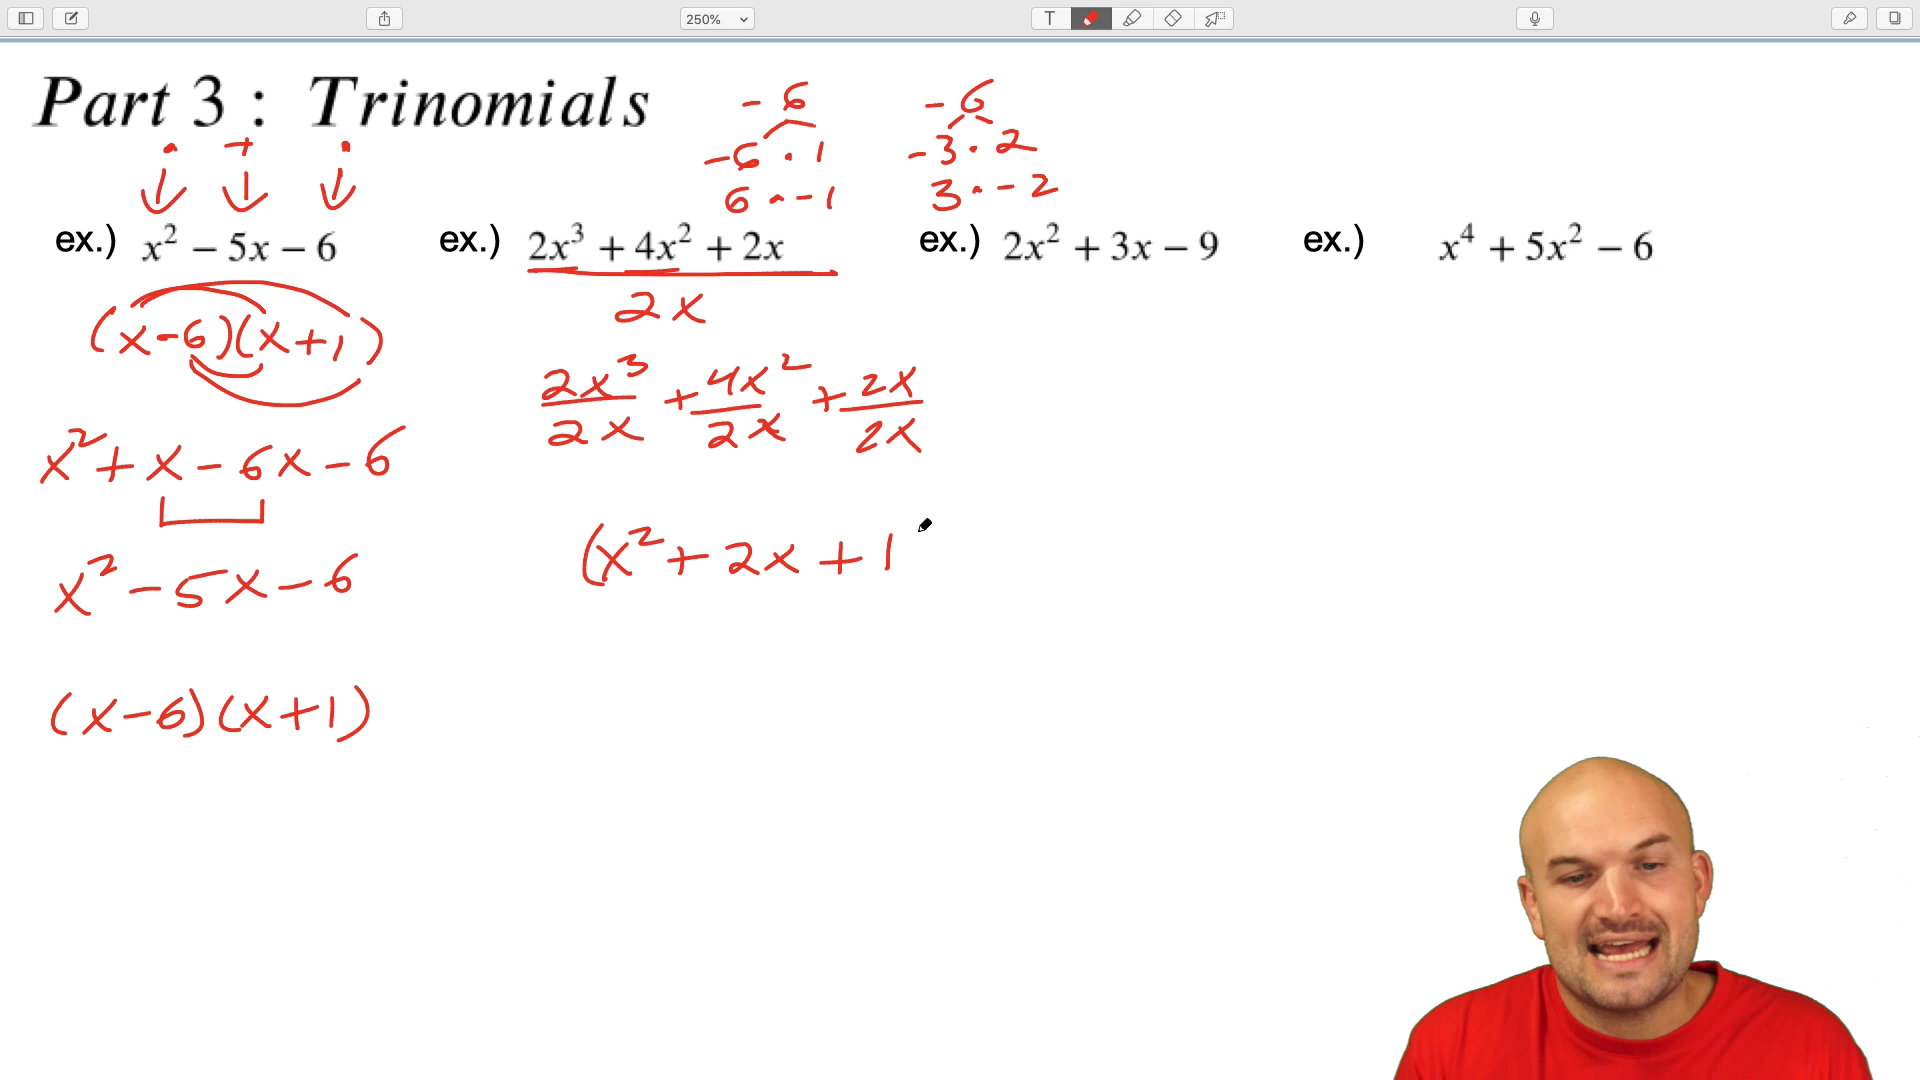 250%
T
Part 3 : Trinomials
- 6
-6 · 1
6 · -1
- 6
-3 · 2
3 · -2
· + ·
ex.) x² − 5x − 6
(x-6)(x+1)
x² + x - 6x - 6
x² - 5x - 6
(x-6)(x+1)
ex.) 2x³ + 4x² + 2x
2x
2x³ + 4x² + 2x
2x 2x 2x
(x² + 2x + 1
ex.) 2x² + 3x − 9
ex.) x⁴ + 5x² − 6